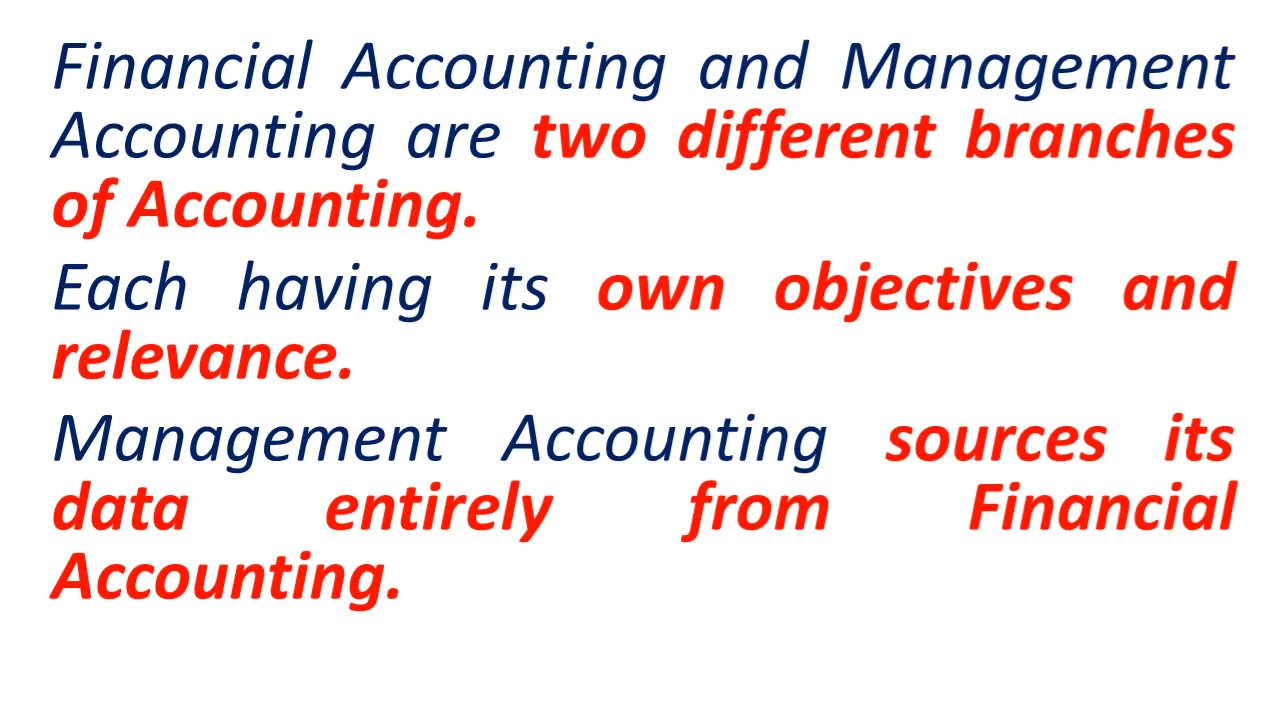 Financial Accounting and Management
Accounting are two different branches
of Accounting.
Each having its own objectives and
relevance.
Management Accounting sources its
data entirely from Financial
Accounting.